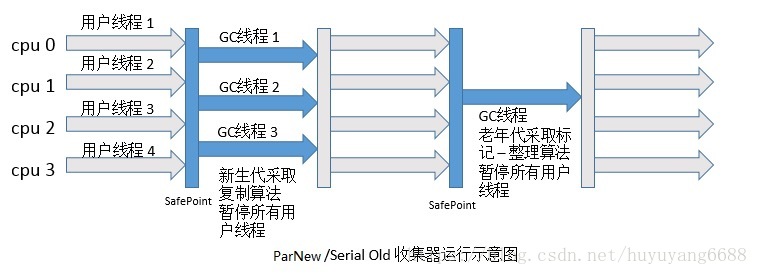 用户线程 1
cpu 0
GC线程 1
用户线程 2
cpu 1
GC线程 2
用户线程 3
cpu 2
GC线程 3
用户线程 4
cpu 3
SafePoint
新生代采取
复制算法
暂停所有用
户线程
SafePoint
GC线程
老年代采取标
记–整理算法
暂停所有用户
线程
ParNew /Serial Old 收集器运行示意图
g.csdn.net/huyuyang6688